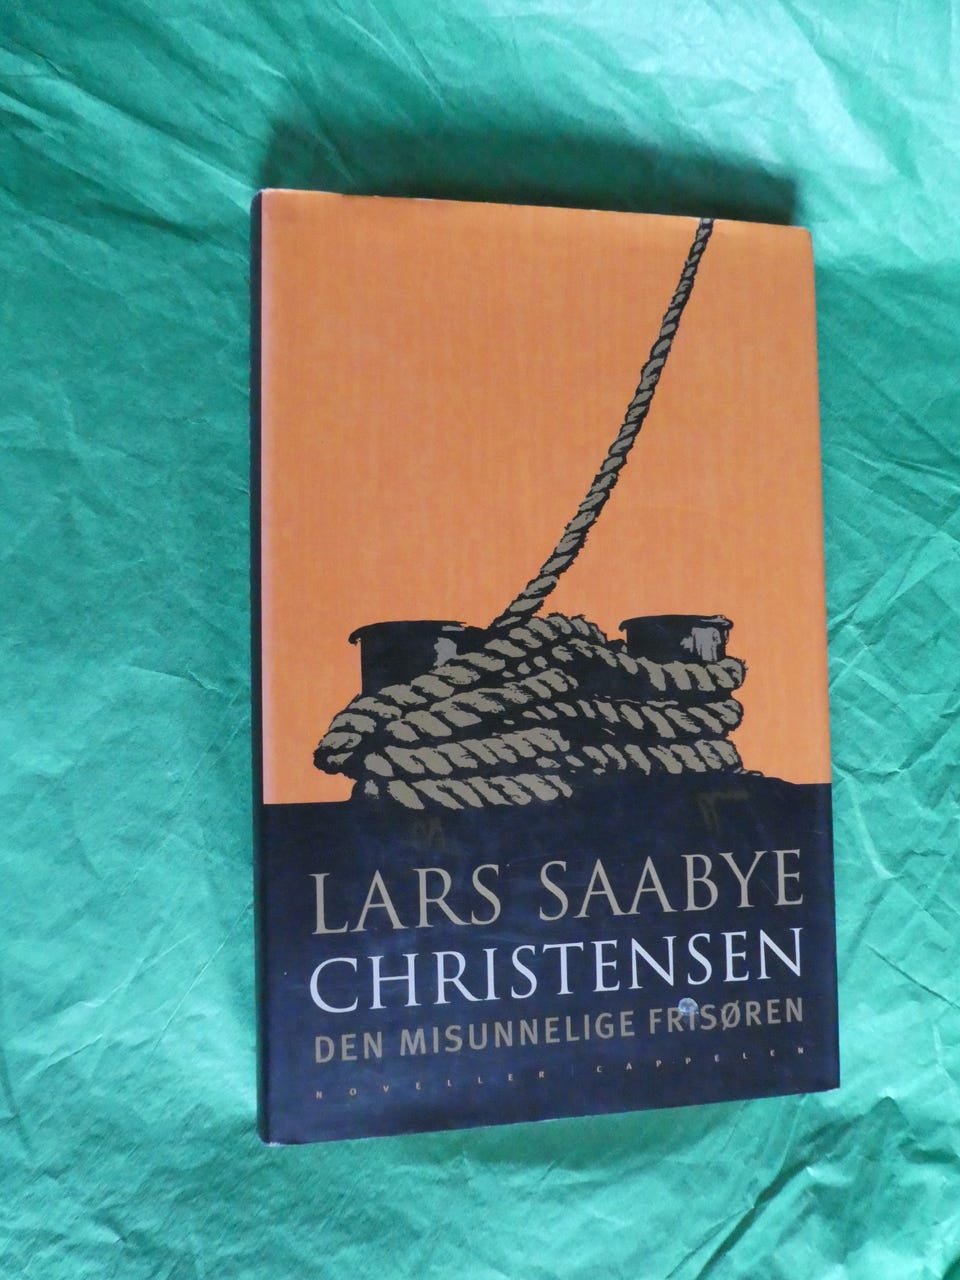 LARS SAABYE
CHRISTENSEN
DEN MISUNNELIGE FRISØREN
NOVELLER CAPPELEN